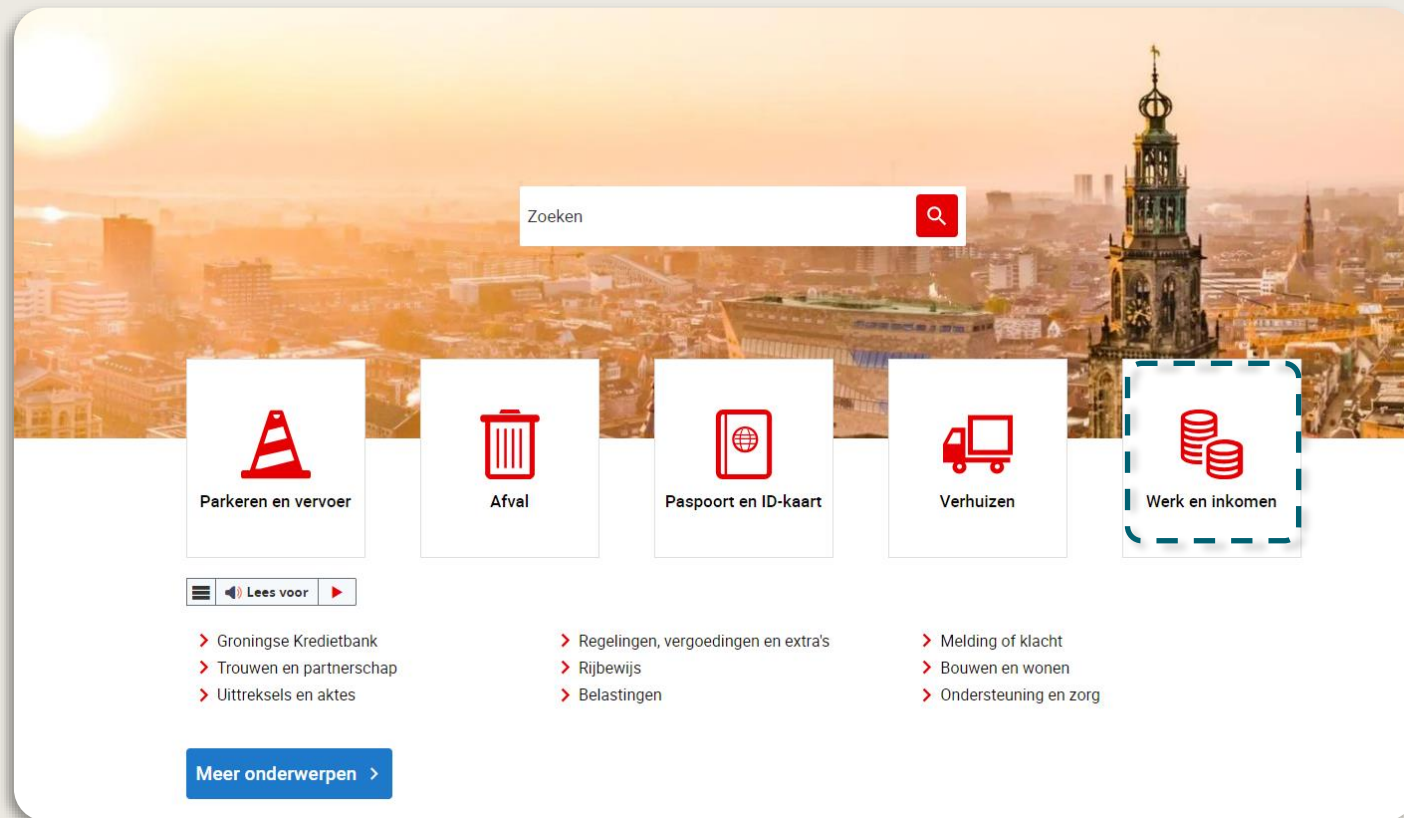 Zoeken
Parkeren en vervoer
Afval
Paspoort en ID-kaart
Verhuizen
Werk en inkomen
Lees voor
Groningse Kredietbank
Trouwen en partnerschap
Uittreksels en aktes
Regelingen, vergoedingen en extra's
Rijbewijs
Belastingen
Melding of klacht
Bouwen en wonen
Ondersteuning en zorg
Meer onderwerpen